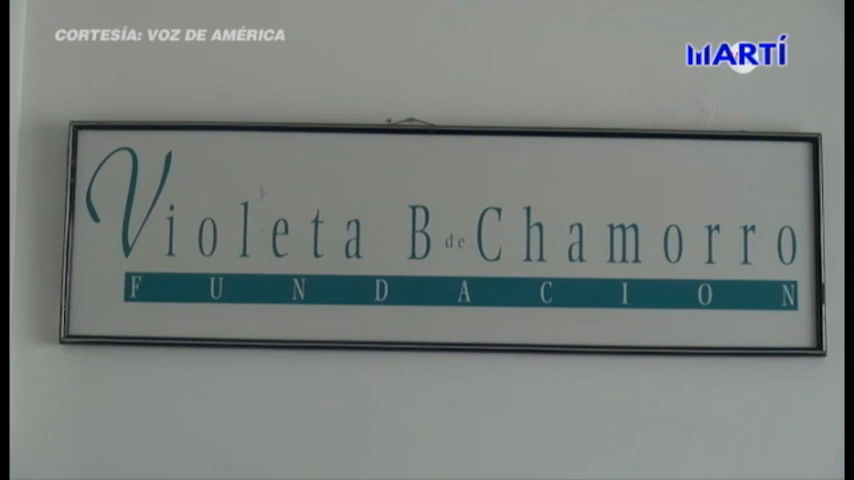 CORTESÍA: VOZ DE AMÉRICA
MARTÍ
Violeta B de Chamorro
FUNDACION